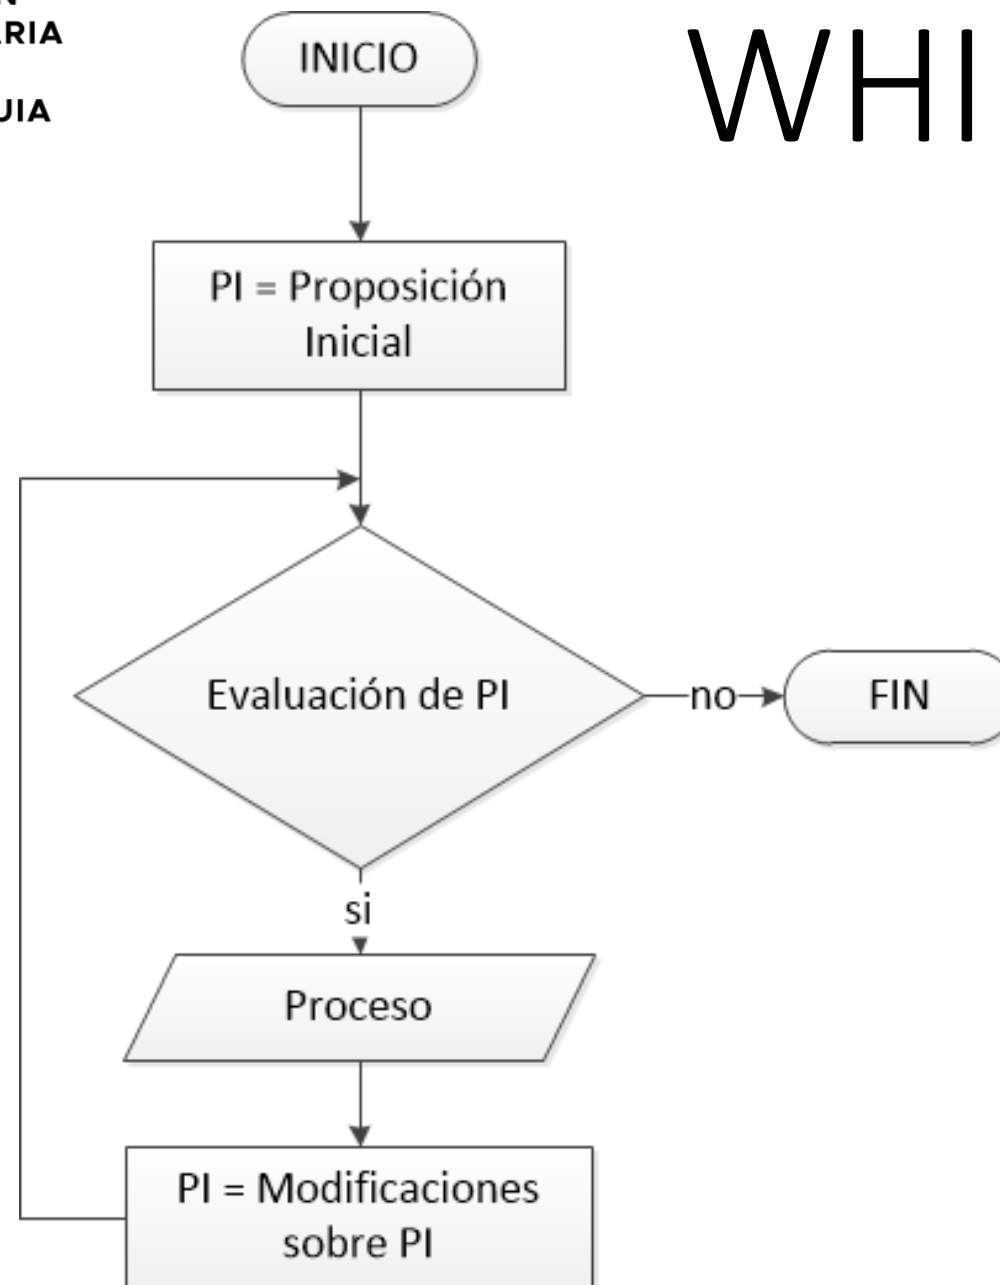 INICIO
WHI
PI = Proposición
Inicial
Evaluación de PI
no
FIN
si
Proceso
PI = Modificaciones
sobre PI